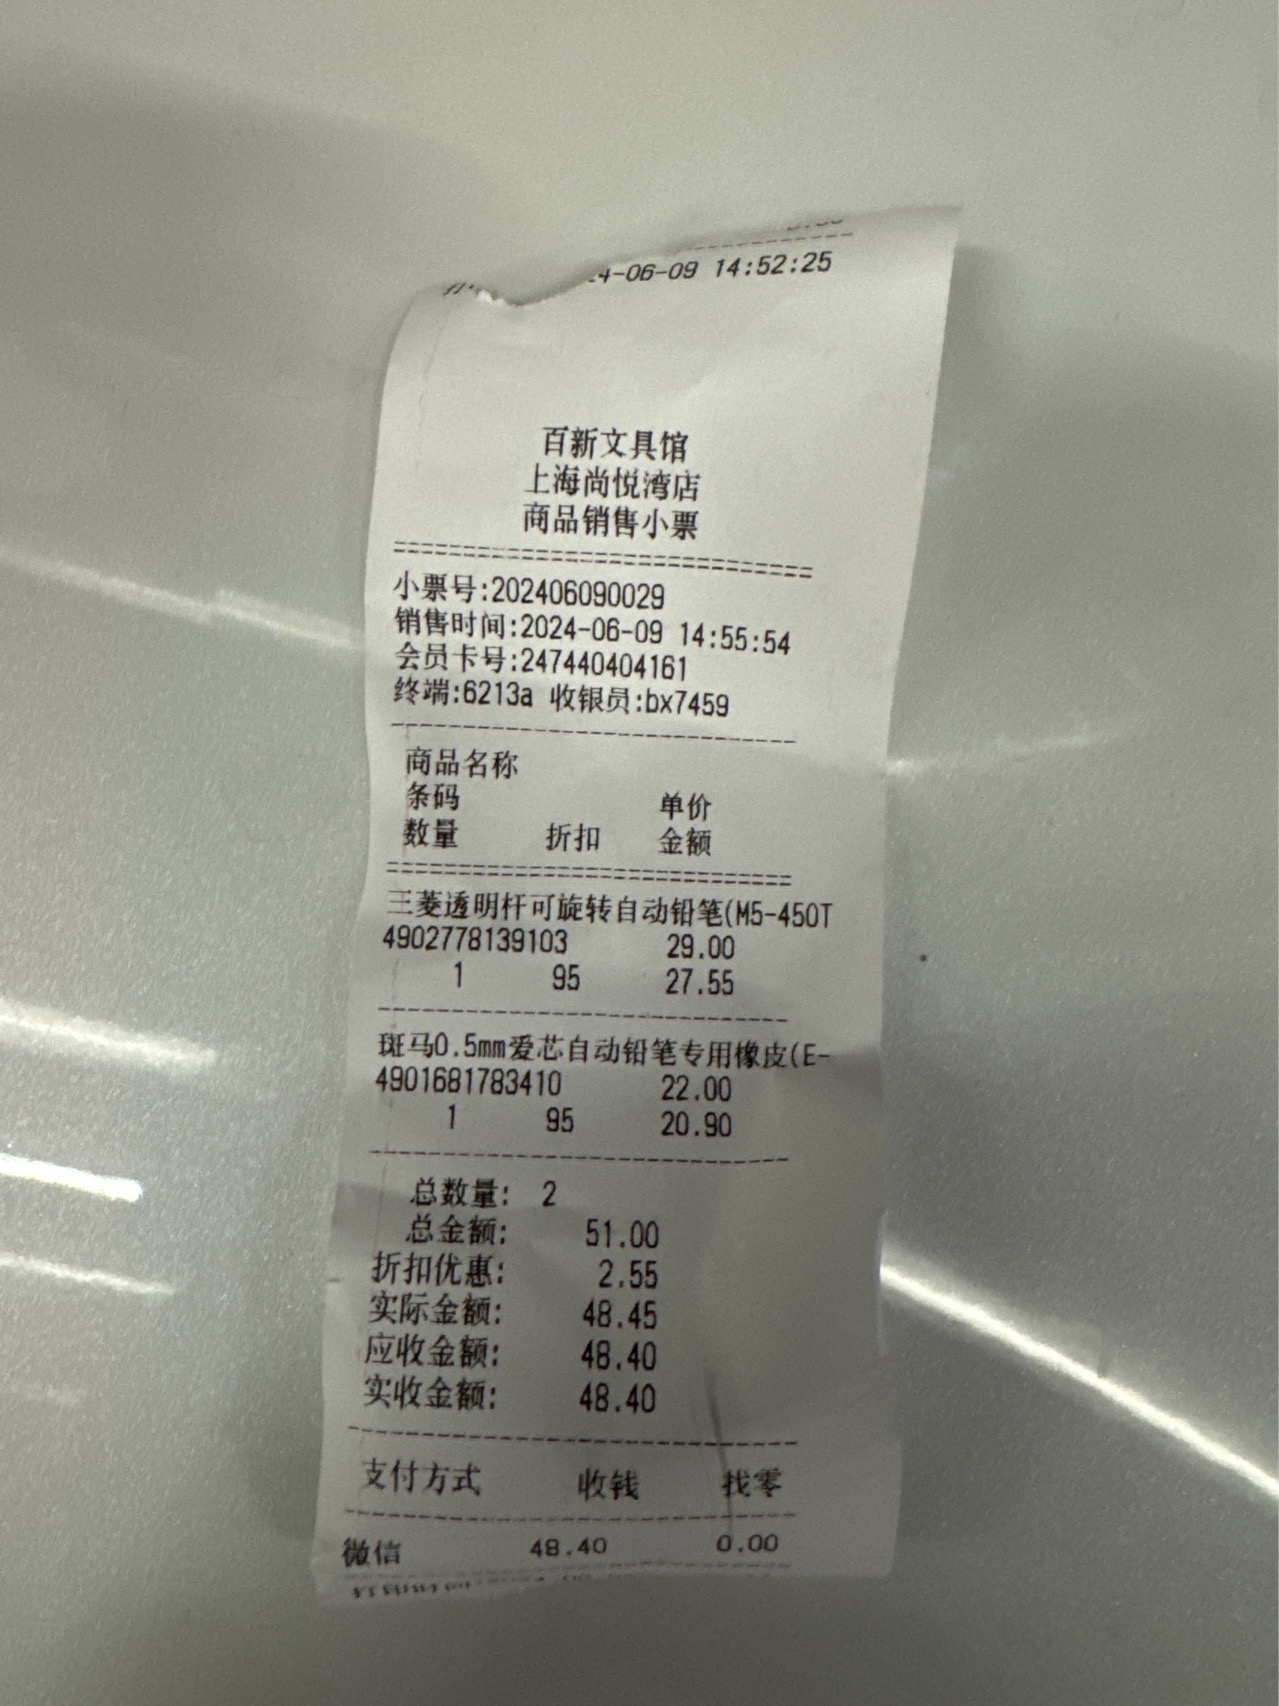 4-06-09 14:52:25
百新文具馆
上海尚悦湾店
商品销售小票
==============================
小票号:202406090029
销售时间:2024-06-09 14:55:54
会员卡号:247440404161
终端:6213a 收银员:bx7459
------------------------------
商品名称
条码 单价
数量 折扣 金额
==============================
三菱透明杆可旋转自动铅笔(M5-450T
4902778139103 29.00
1 95 27.55
------------------------------
斑马0.5mm爱芯自动铅笔专用橡皮(E-
4901681783410 22.00
1 95 20.90
------------------------------
总数量: 2
总金额: 51.00
折扣优惠: 2.55
实际金额: 48.45
应收金额: 48.40
实收金额: 48.40
------------------------------
支付方式 收钱 找零
------------------------------
微信 48.40 0.00
------------------------------